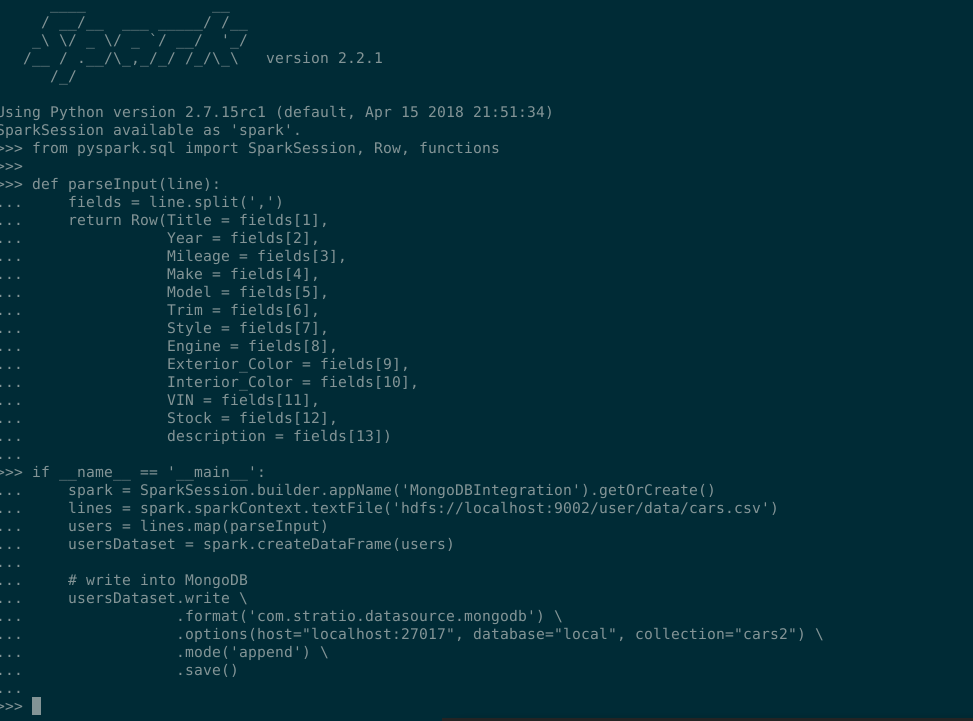 ____              __
     / __/__  ___ _____/ /__
    _\ \/ _ \/ _ `/ __/  '_/
   /__ / .__/\_,_/_/ /_/\_\   version 2.2.1
      /_/
Using Python version 2.7.15rc1 (default, Apr 15 2018 21:51:34)
SparkSession available as 'spark'.
>>> from pyspark.sql import SparkSession, Row, functions
>>>
>>> def parseInput(line):
...     fields = line.split(',')
...     return Row(Title = fields[1],
...                Year = fields[2],
...                Mileage = fields[3],
...                Make = fields[4],
...                Model = fields[5],
...                Trim = fields[6],
...                Style = fields[7],
...                Engine = fields[8],
...                Exterior_Color = fields[9],
...                Interior_Color = fields[10],
...                VIN = fields[11],
...                Stock = fields[12],
...                description = fields[13])
...
>>> if __name__ == '__main__':
...     spark = SparkSession.builder.appName('MongoDBIntegration').getOrCreate()
...     lines = spark.sparkContext.textFile('hdfs://localhost:9002/user/data/cars.csv')
...     users = lines.map(parseInput)
...     usersDataset = spark.createDataFrame(users)
...
...     # write into MongoDB
...     usersDataset.write \
...                 .format('com.stratio.datasource.mongodb') \
...                 .options(host="localhost:27017", database="local", collection="cars2") \
...                 .mode('append') \
...                 .save()
...
>>>